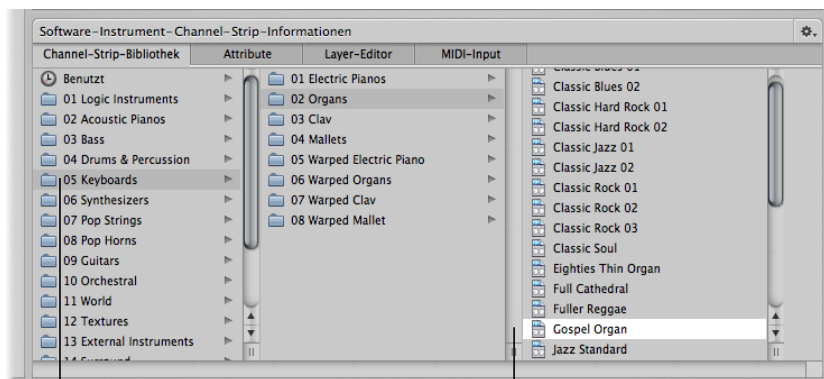 Software-Instrument-Channel-Strip-Informationen
Channel-Strip-Bibliothek
Attribute
Layer-Editor
MIDI-Input
Benutzt
01 Logic Instruments
02 Acoustic Pianos
03 Bass
04 Drums & Percussion
05 Keyboards
06 Synthesizers
07 Pop Strings
08 Pop Horns
09 Guitars
10 Orchestral
11 World
12 Textures
13 External Instruments
14 Surround
01 Electric Pianos
02 Organs
03 Clav
04 Mallets
05 Warped Electric Piano
06 Warped Organs
07 Warped Clav
08 Warped Mallet
Classic Blues 01
Classic Blues 02
Classic Hard Rock 01
Classic Hard Rock 02
Classic Jazz 01
Classic Jazz 02
Classic Rock 01
Classic Rock 02
Classic Rock 03
Classic Soul
Eighties Thin Organ
Full Cathedral
Fuller Reggae
Gospel Organ
Jazz Standard